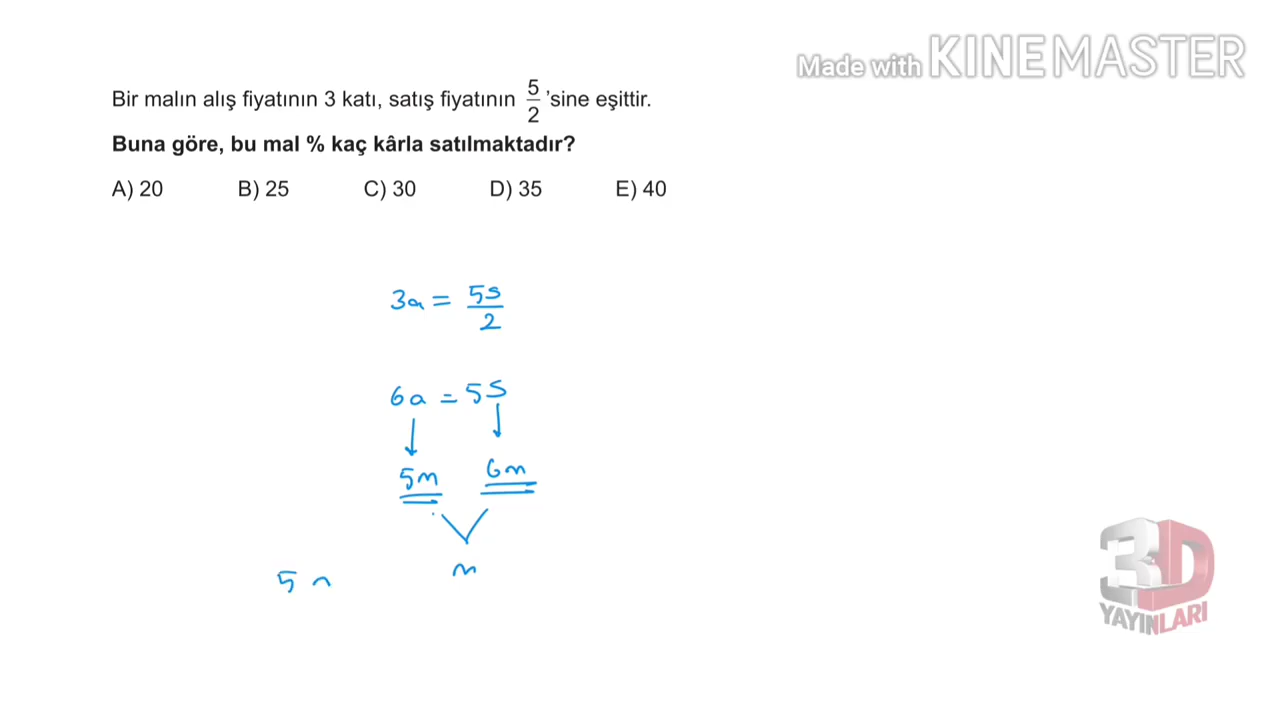 Made with KINEMASTER
Bir malın alış fiyatının 3 katı, satış fiyatının 5/2 'sine eşittir.
Buna göre, bu mal % kaç kârla satılmaktadır?
A) 20 B) 25 C) 30 D) 35 E) 40
3a = 5s/2
6a = 5s
5m 6m
m
5
3D
YAYINLARI